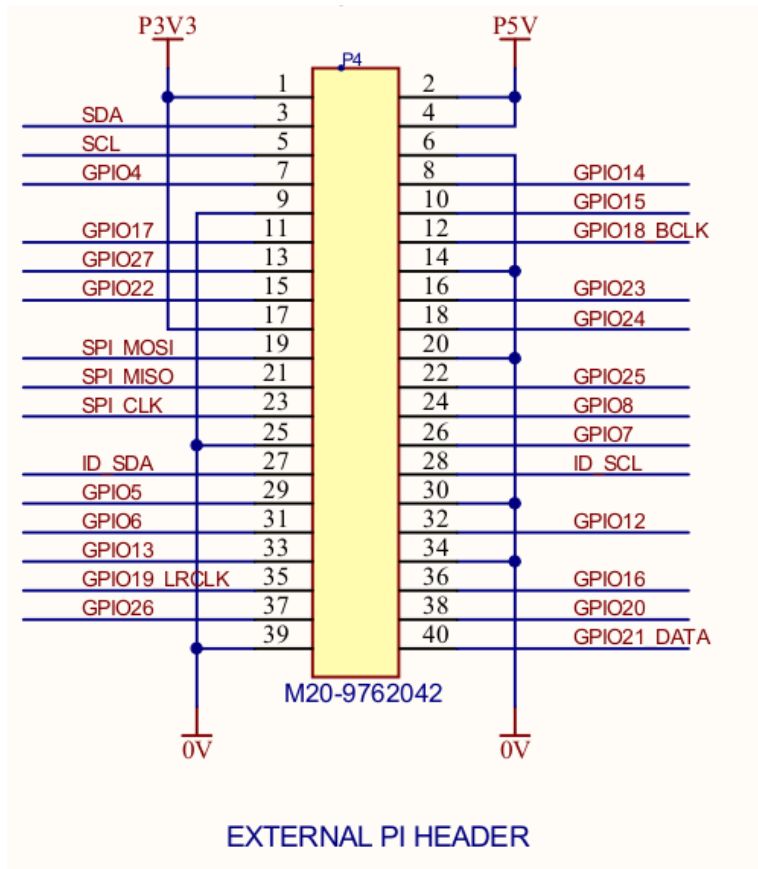 P3V3 P5V
P4
1 2
SDA 3 4
SCL 5 6
GPIO4 7 8 GPIO14
9 10 GPIO15
GPIO17 11 12 GPIO18_BCLK
GPIO27 13 14
GPIO22 15 16 GPIO23
17 18 GPIO24
SPI_MOSI 19 20
SPI_MISO 21 22 GPIO25
SPI_CLK 23 24 GPIO8
25 26 GPIO7
ID_SDA 27 28 ID_SCL
GPIO5 29 30
GPIO6 31 32 GPIO12
GPIO13 33 34
GPIO19_LRCLK 35 36 GPIO16
GPIO26 37 38 GPIO20
39 40 GPIO21_DATA
M20-9762042
0V 0V
EXTERNAL PI HEADER